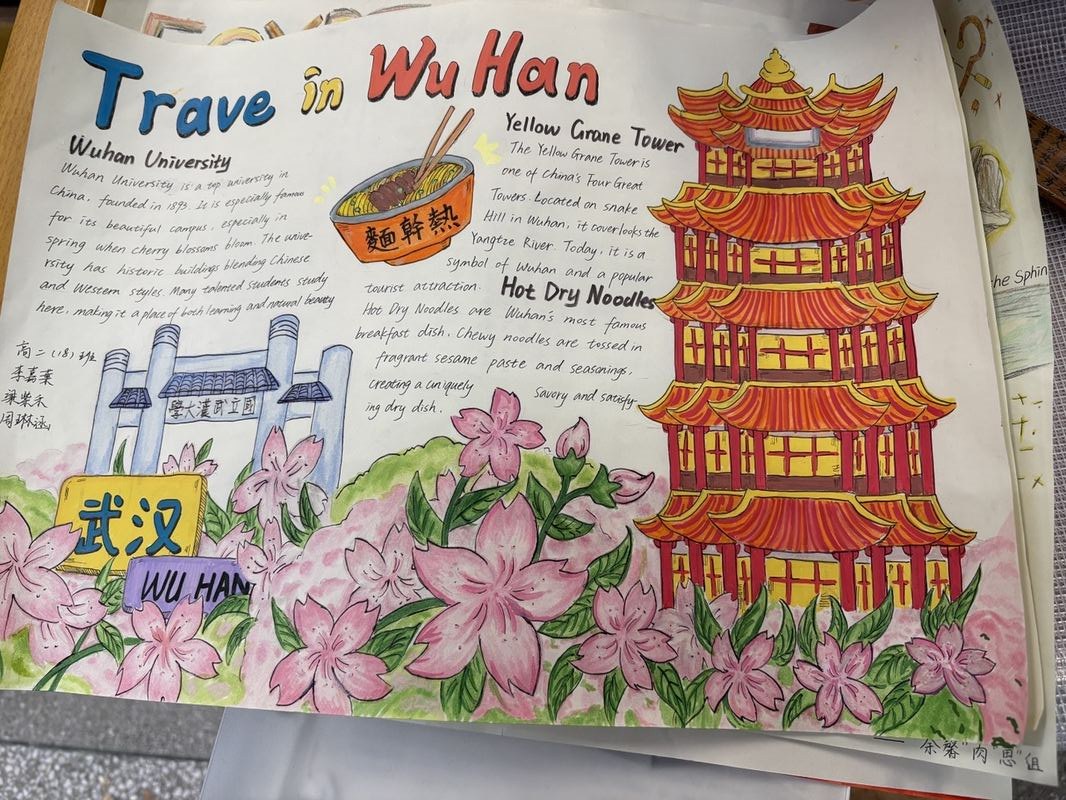 Trave in Wu Han
Wuhan University
Wuhan University is a top university in
China, founded in 1893. It is especially famous
for its beautiful campus, especially in
spring when cherry blossoms bloom. The unive-
rsity has historic buildings blending Chinese
and Western styles. Many talented students study
here, making it a place of both learning and natural beauty
高二(18)班
麵幹熱
Yellow Grane Tower
The Yellow Grane Tower is
one of China's Four Great
Towers. Located on snake
Hill in Wuhan, it overlooks the
Yangtze River. Today, it is a
symbol of Wuhan and a popular
tourist attraction.
Hot Dry Noodles
Hot Dry Noodles are Wuhan's most famous
breakfast dish. Chewy noodles are tossed in
fragrant sesame paste and seasonings,
creating a uniquely savory and satisfy-
ing dry dish.
學大漢武立國
武汉
WU HAN
the Sphin